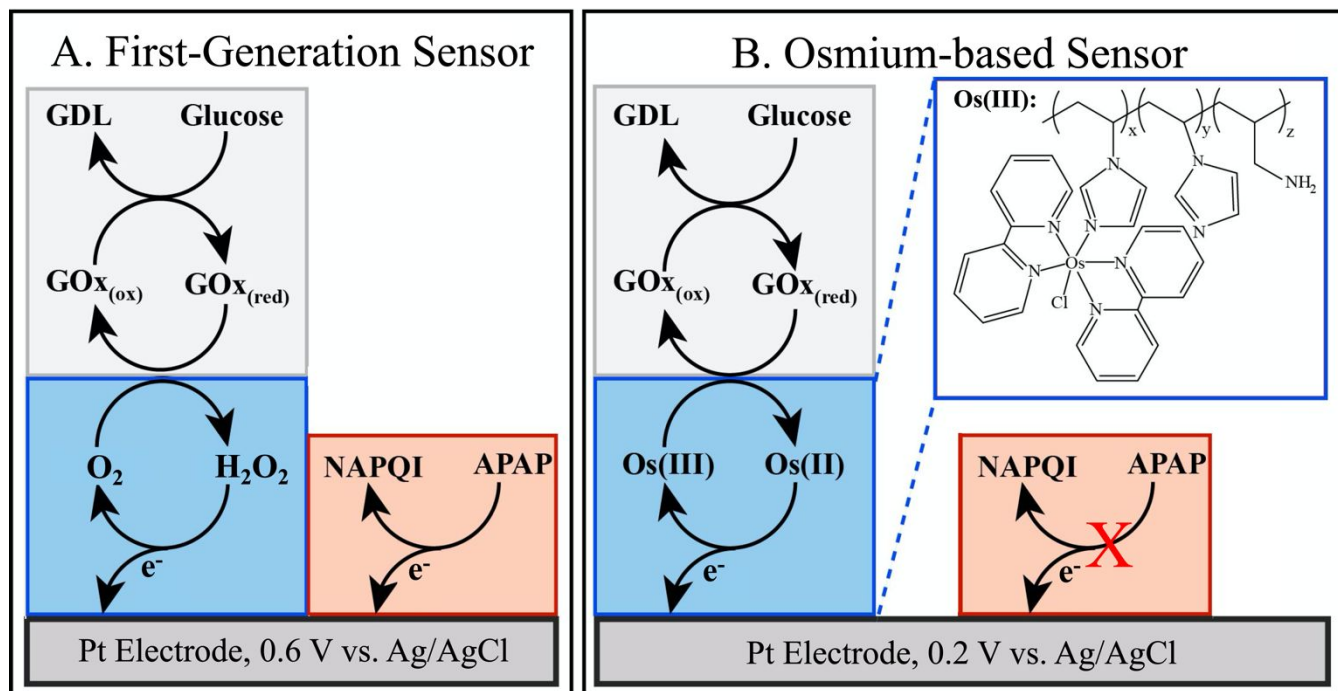 A. First-Generation Sensor
GDL Glucose
GOx(ox) GOx(red)
O2 H2O2 NAPQI APAP
e- e-
Pt Electrode, 0.6 V vs. Ag/AgCl
B. Osmium-based Sensor
GDL Glucose
GOx(ox) GOx(red)
Os(III) Os(II)
e-
Os(III):
x y z
N N NH2
N N N N
Os N
N
Cl N
NAPQI APAP
X
e-
Pt Electrode, 0.2 V vs. Ag/AgCl